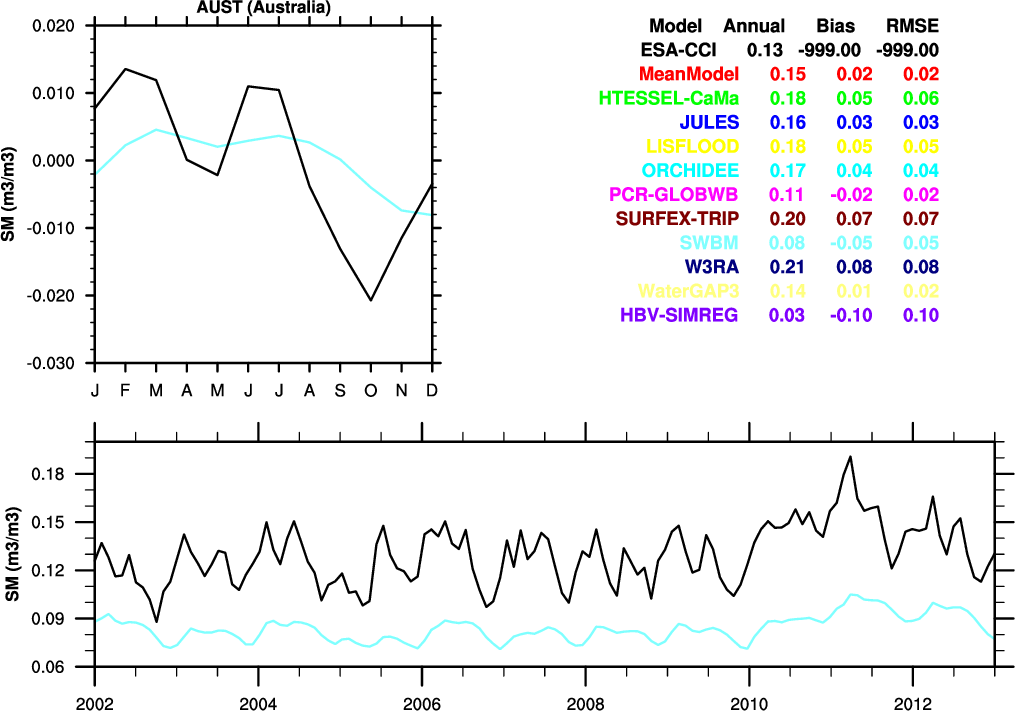 AUST (Australia)
0.020
0.010
0.000
-0.010
-0.020
-0.030
SM (m3/m3)
J F M A M J J A S O N D
Model Annual Bias RMSE
ESA-CCI 0.13 -999.00 -999.00
MeanModel 0.15 0.02 0.02
HTESSEL-CaMa 0.18 0.05 0.06
JULES 0.16 0.03 0.03
LISFLOOD 0.18 0.05 0.05
ORCHIDEE 0.17 0.04 0.04
PCR-GLOBWB 0.11 -0.02 0.02
SURFEX-TRIP 0.20 0.07 0.07
SWBM 0.08 -0.05 0.05
W3RA 0.21 0.08 0.08
WaterGAP3 0.14 0.01 0.02
HBV-SIMREG 0.03 -0.10 0.10
0.18
0.15
0.12
0.09
0.06
SM (m3/m3)
2002 2004 2006 2008 2010 2012